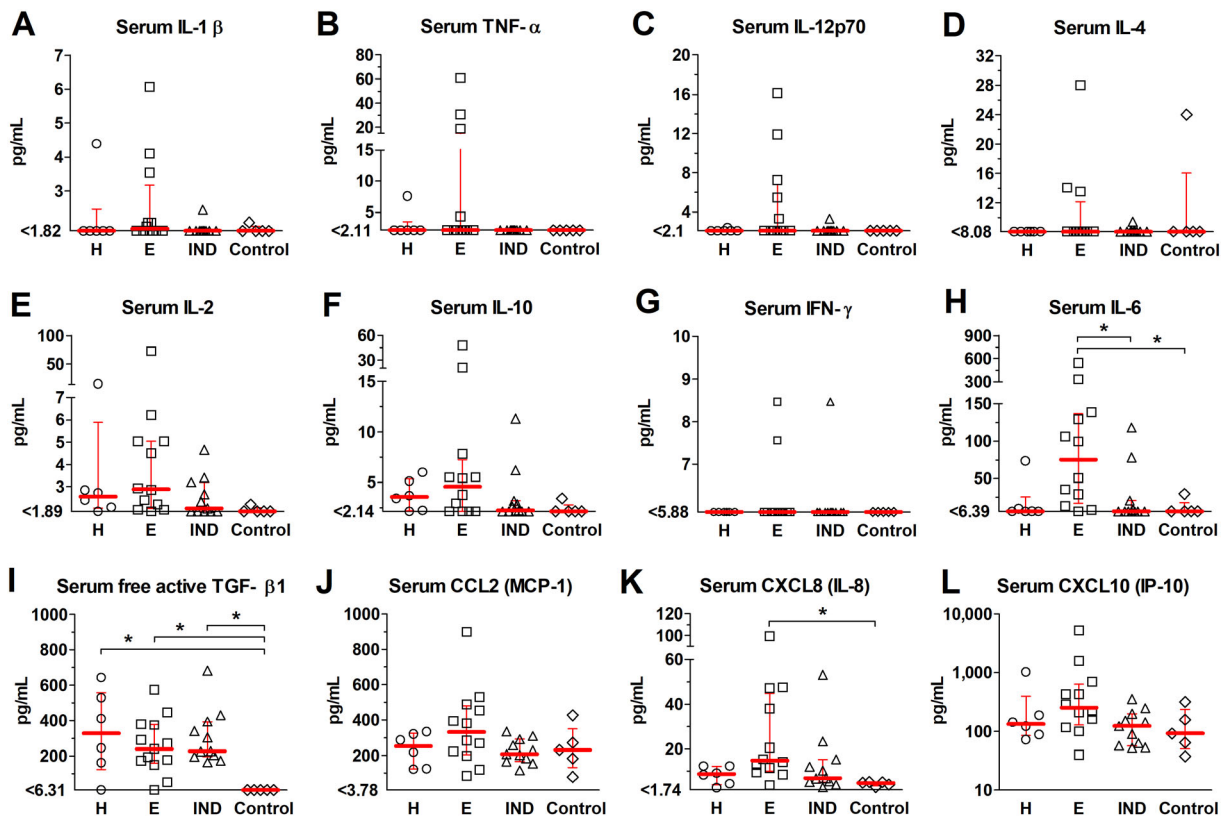 A Serum IL-1 β
pg/mL
7
6
5
4
3
<1.82
H E IND Control
B Serum TNF- α
pg/mL
80
60
40
20
15
10
5
<2.11
H E IND Control
C Serum IL-12p70
pg/mL
20
16
12
8
4
<2.1
H E IND Control
D Serum IL-4
pg/mL
32
28
24
20
16
12
<8.08
H E IND Control
E Serum IL-2
pg/mL
100
50
7
6
5
4
3
<1.89
H E IND Control
F Serum IL-10
pg/mL
60
40
20
15
10
5
<2.14
H E IND Control
G Serum IFN- γ
pg/mL
10
9
8
7
6
<5.88
H E IND Control
H Serum IL-6
pg/mL
900
600
300
150
100
50
<6.39
* *
H E IND Control
I Serum free active TGF- β1
pg/mL
1000
800
600
400
200
<6.31
* * *
H E IND Control
J Serum CCL2 (MCP-1)
pg/mL
1000
800
600
400
200
<3.78
H E IND Control
K Serum CXCL8 (IL-8)
pg/mL
120
100
80
60
40
20
<1.74
*
H E IND Control
L Serum CXCL10 (IP-10)
pg/mL
10,000
1,000
100
10
H E IND Control